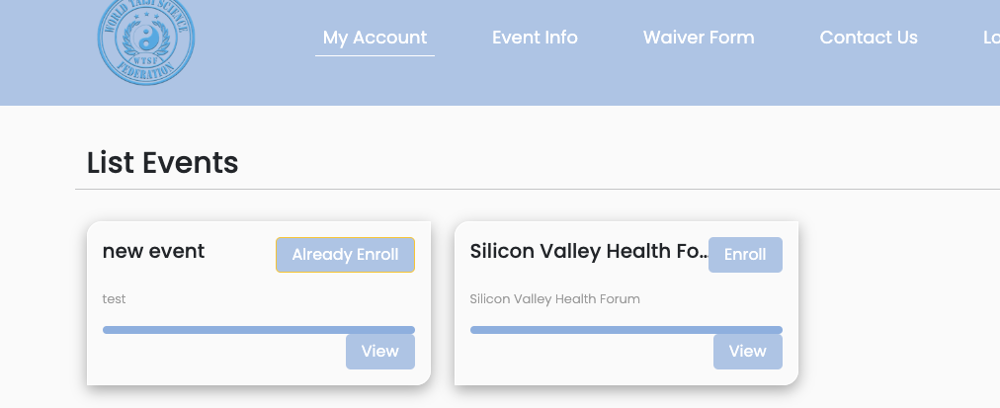 WORLD TAIJI SCIENCE
WTSF
FEDERATION
My Account Event Info Waiver Form Contact Us Lo
List Events
new event Already Enroll
test
View
Silicon Valley Health Fo... Enroll
Silicon Valley Health Forum
View